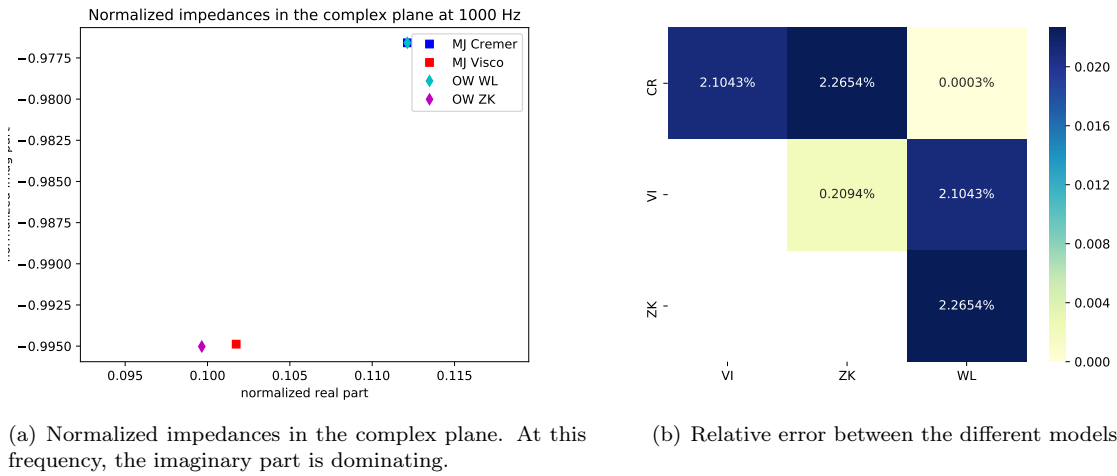 Normalized impedances in the complex plane at 1000 Hz
MJ Cremer
MJ Visco
OW WL
OW ZK
−0.9775
−0.9800
−0.9825
−0.9850
−0.9875
−0.9900
−0.9925
−0.9950
0.095
0.100
0.105
0.110
0.115
normalized real part
CR
VI
ZK
2.1043%
2.2654%
0.0003%
0.2094%
2.1043%
2.2654%
VI
ZK
WL
0.020
0.016
0.012
0.008
0.004
0.000
(a) Normalized impedances in the complex plane. At this
frequency, the imaginary part is dominating.
(b) Relative error between the different models